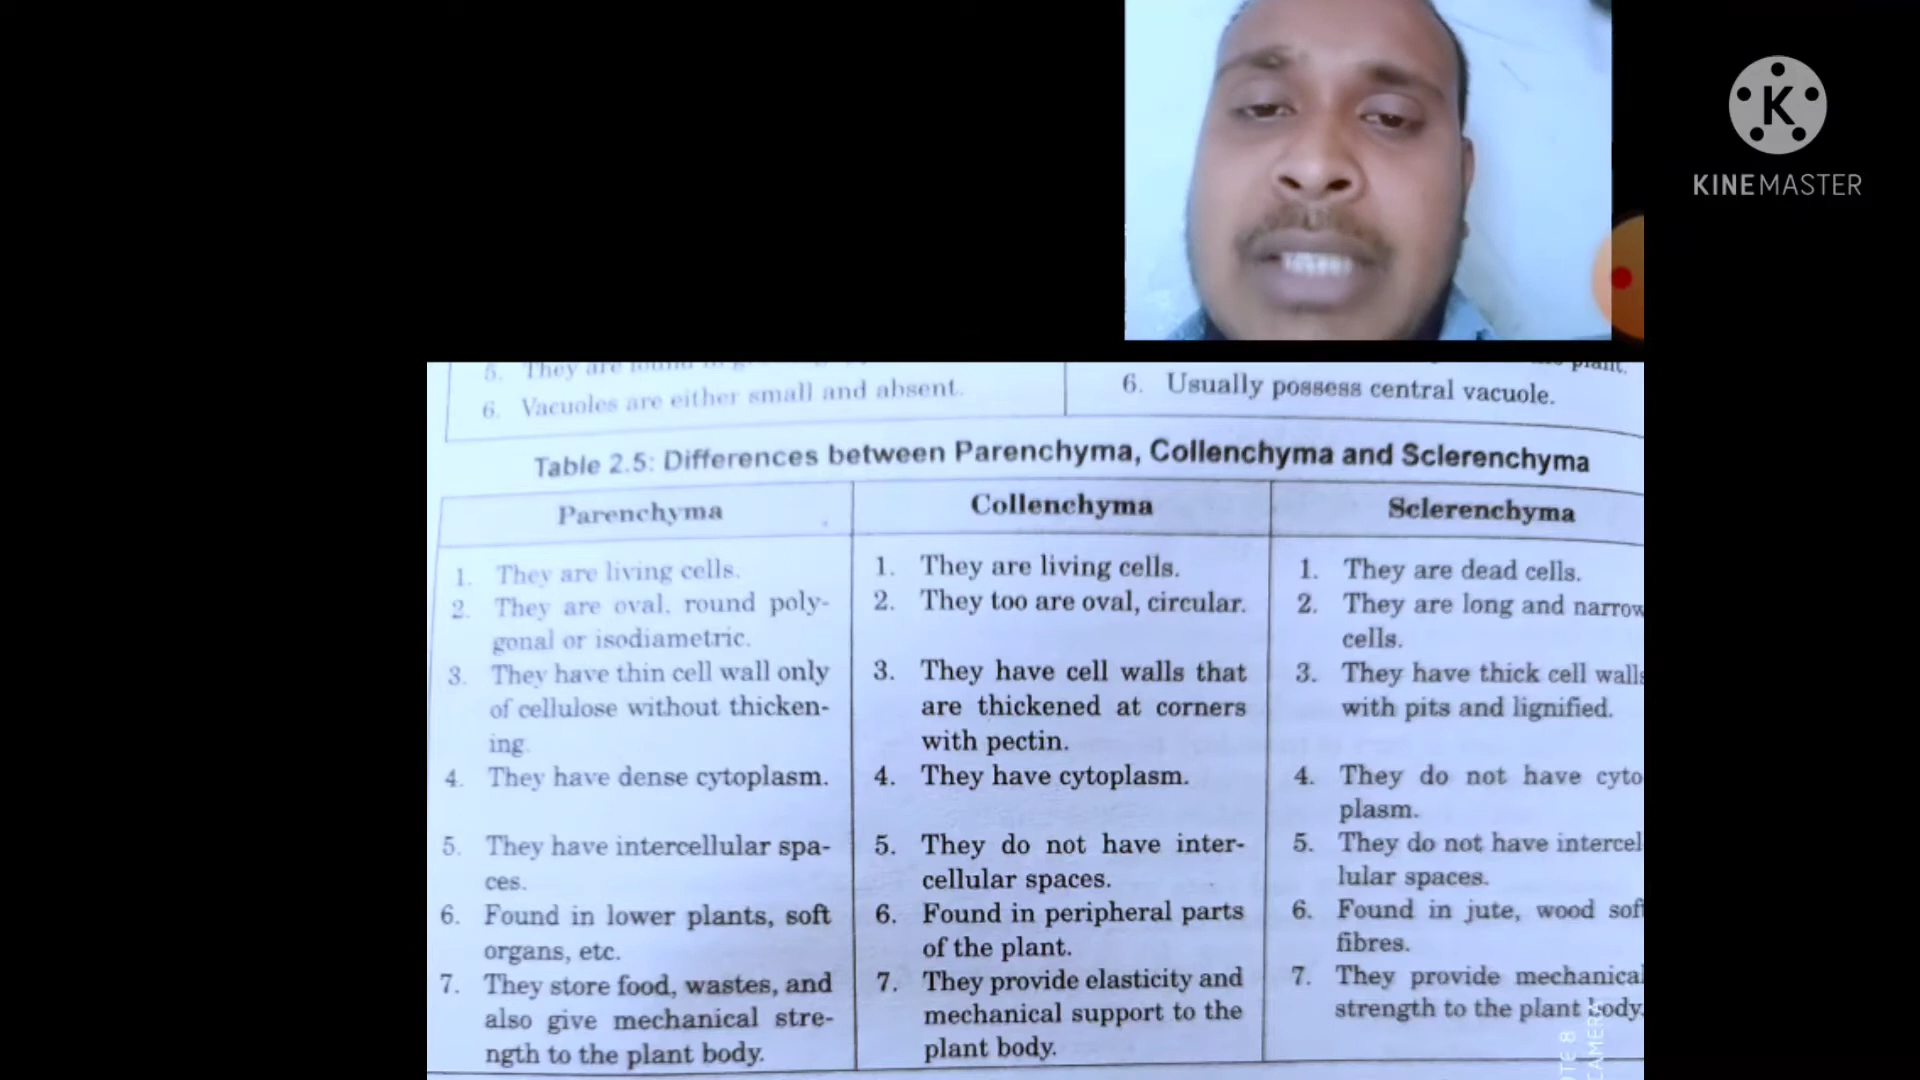 K
KINEMASTER
5. They are found in
plant.
6. Vacuoles are either small and absent.
6. Usually possess central vacuole.
Table 2.5: Differences between Parenchyma, Collenchyma and Sclerenchyma
Parenchyma
1. They are living cells.
2. They are oval, round poly-
gonal or isodiametric.
3. They have thin cell wall only
of cellulose without thicken-
ing.
4. They have dense cytoplasm.
5. They have intercellular spa-
ces.
6. Found in lower plants, soft
organs, etc.
7. They store food, wastes, and
also give mechanical stre-
ngth to the plant body.
Collenchyma
1. They are living cells.
2. They too are oval, circular.
3. They have cell walls that
are thickened at corners
with pectin.
4. They have cytoplasm.
5. They do not have inter-
cellular spaces.
6. Found in peripheral parts
of the plant.
7. They provide elasticity and
mechanical support to the
plant body.
Sclerenchyma
1. They are dead cells.
2. They are long and narrow
cells.
3. They have thick cell walls
with pits and lignified.
4. They do not have cyto
plasm.
5. They do not have intercel
lular spaces.
6. Found in jute, wood sof
fibres.
7. They provide mechanical
strength to the plant body.
OTE 8
CAMERA